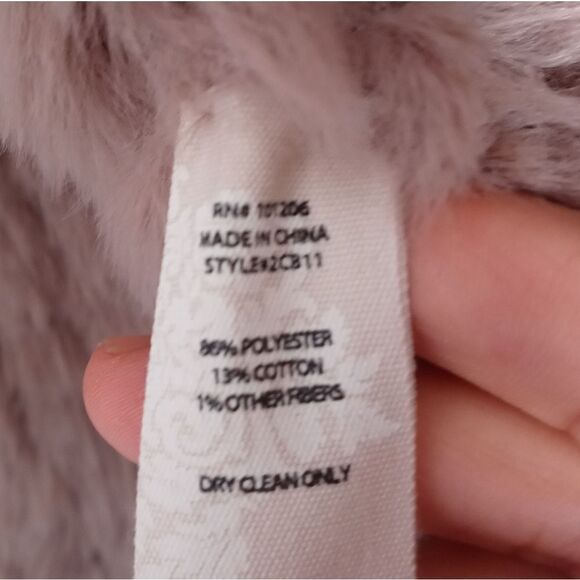 RN# 101206
MADE IN CHINA
STYLE#2CB11
86% POLYESTER
13% COTTON
1% OTHER FIBERS
DRY CLEAN ONLY